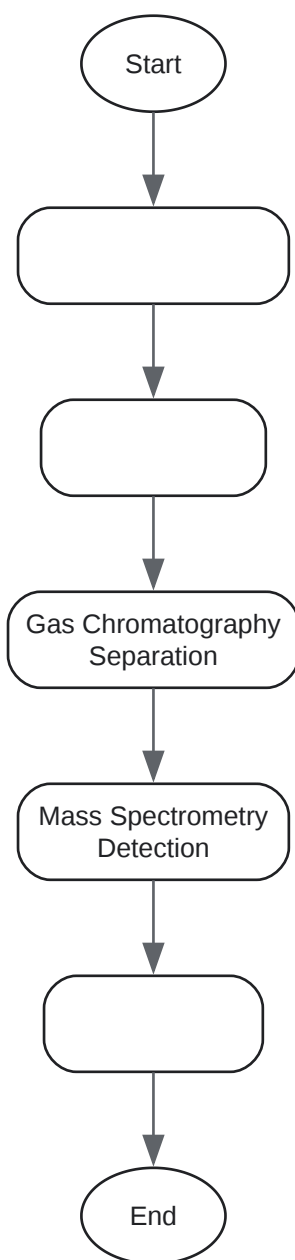 Start
Gas Chromatography
Separation
Mass Spectrometry
Detection
End